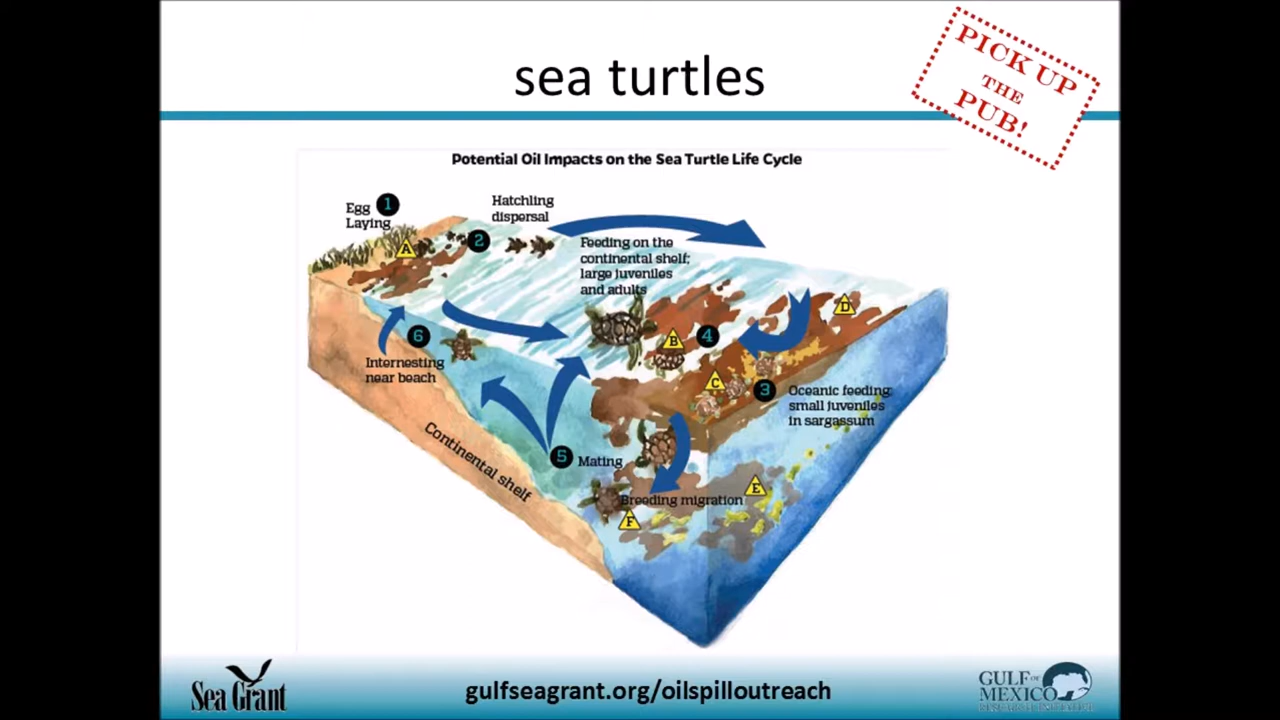 sea turtles
PICK UP
THE
PUB!
Potential Oil Impacts on the Sea Turtle Life Cycle
Egg 1
Laying
A
2
Hatchling
dispersal
Feeding on the
continental shelf;
large juveniles
and adults
D
6
B
4
Internesting
near beach
C
3
Oceanic feeding;
small juveniles
in sargassum
Continental shelf
5 Mating
Breeding migration
E
F
Sea Grant
gulfseagrant.org/oilspilloutreach
GULF OF
MEXICO
RESEARCH INITIATIVE